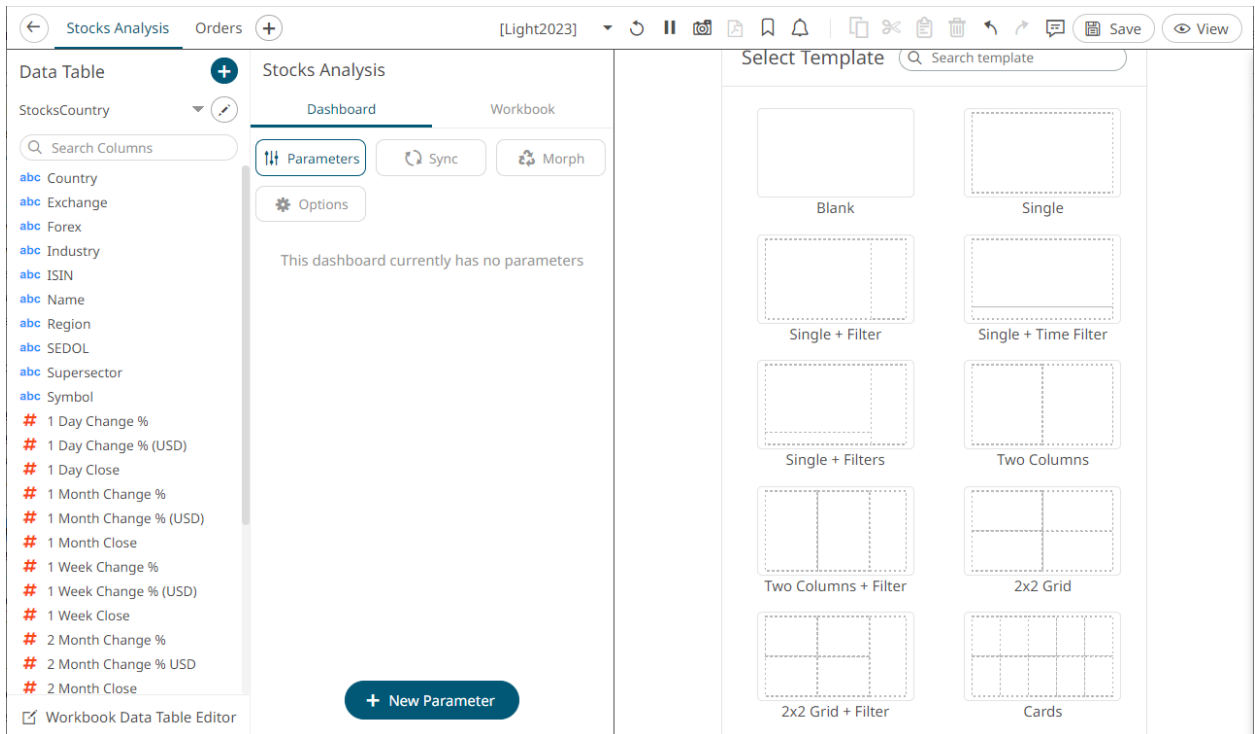 Stocks Analysis Orders [Light2023] Save View
Data Table
StocksCountry
Search Columns
abc Country
abc Exchange
abc Forex
abc Industry
abc ISIN
abc Name
abc Region
abc SEDOL
abc Supersector
abc Symbol
# 1 Day Change %
# 1 Day Change % (USD)
# 1 Day Close
# 1 Month Change %
# 1 Month Change % (USD)
# 1 Month Close
# 1 Week Change %
# 1 Week Change % (USD)
# 1 Week Close
# 2 Month Change %
# 2 Month Change % USD
# 2 Month Close
Workbook Data Table Editor
Stocks Analysis
Dashboard Workbook
Parameters Sync Morph
Options
This dashboard currently has no parameters
+ New Parameter
Select Template Search template
Blank Single
Single + Filter Single + Time Filter
Single + Filters Two Columns
Two Columns + Filter 2x2 Grid
2x2 Grid + Filter Cards